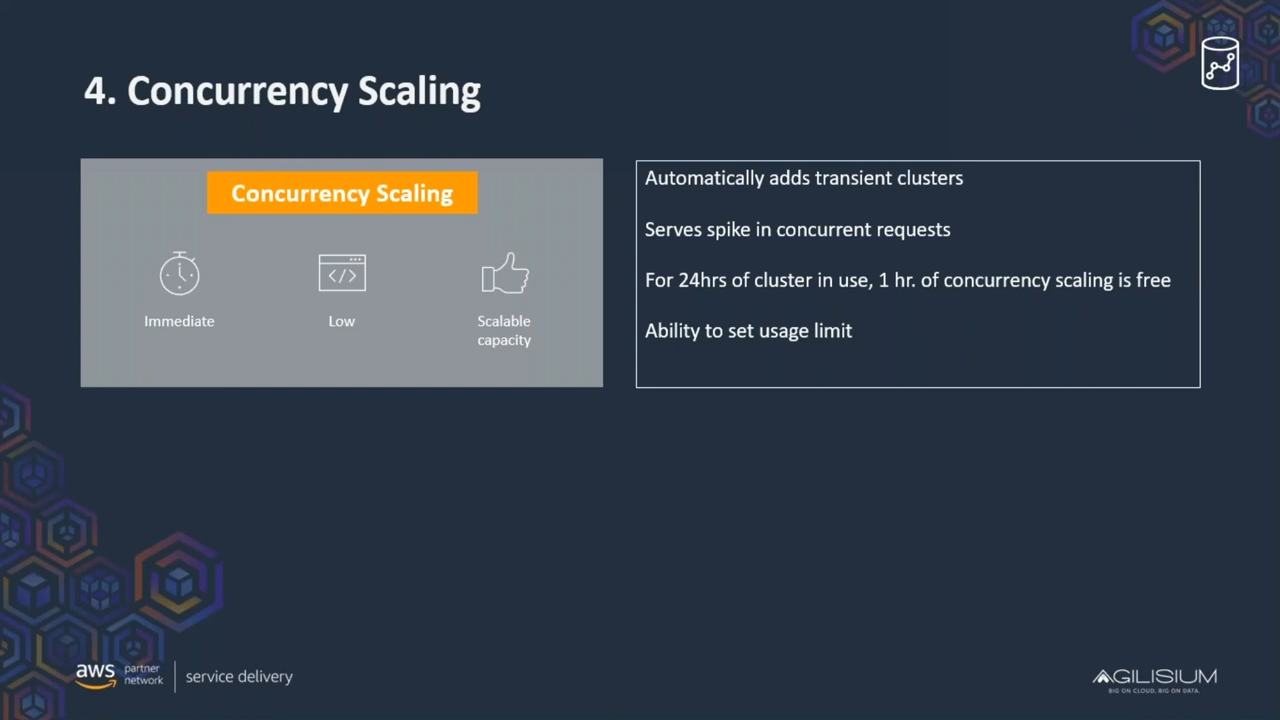 4. Concurrency Scaling
Concurrency Scaling
Immediate
Low
Scalable
capacity
Automatically adds transient clusters
Serves spike in concurrent requests
For 24hrs of cluster in use, 1 hr. of concurrency scaling is free
Ability to set usage limit
aws partner
network
service delivery
AGILISIUM
BIG ON CLOUD, BIG ON DATA.